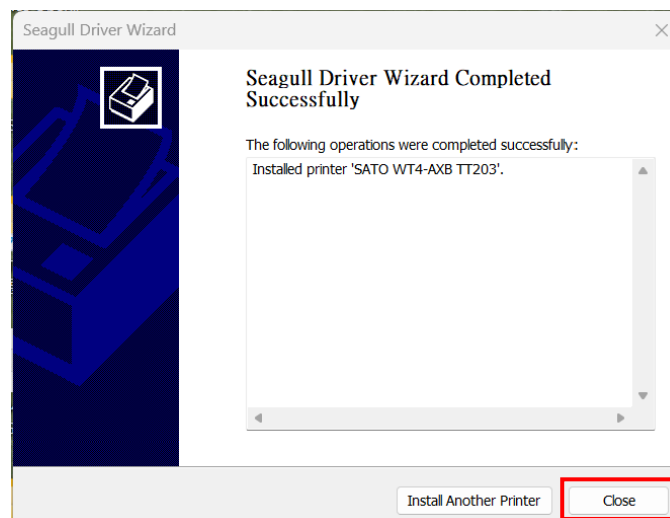 Seagull Driver Wizard
Seagull Driver Wizard Completed
Successfully
The following operations were completed successfully:
Installed printer 'SATO WT4-AXB TT203'.
Install Another Printer
Close